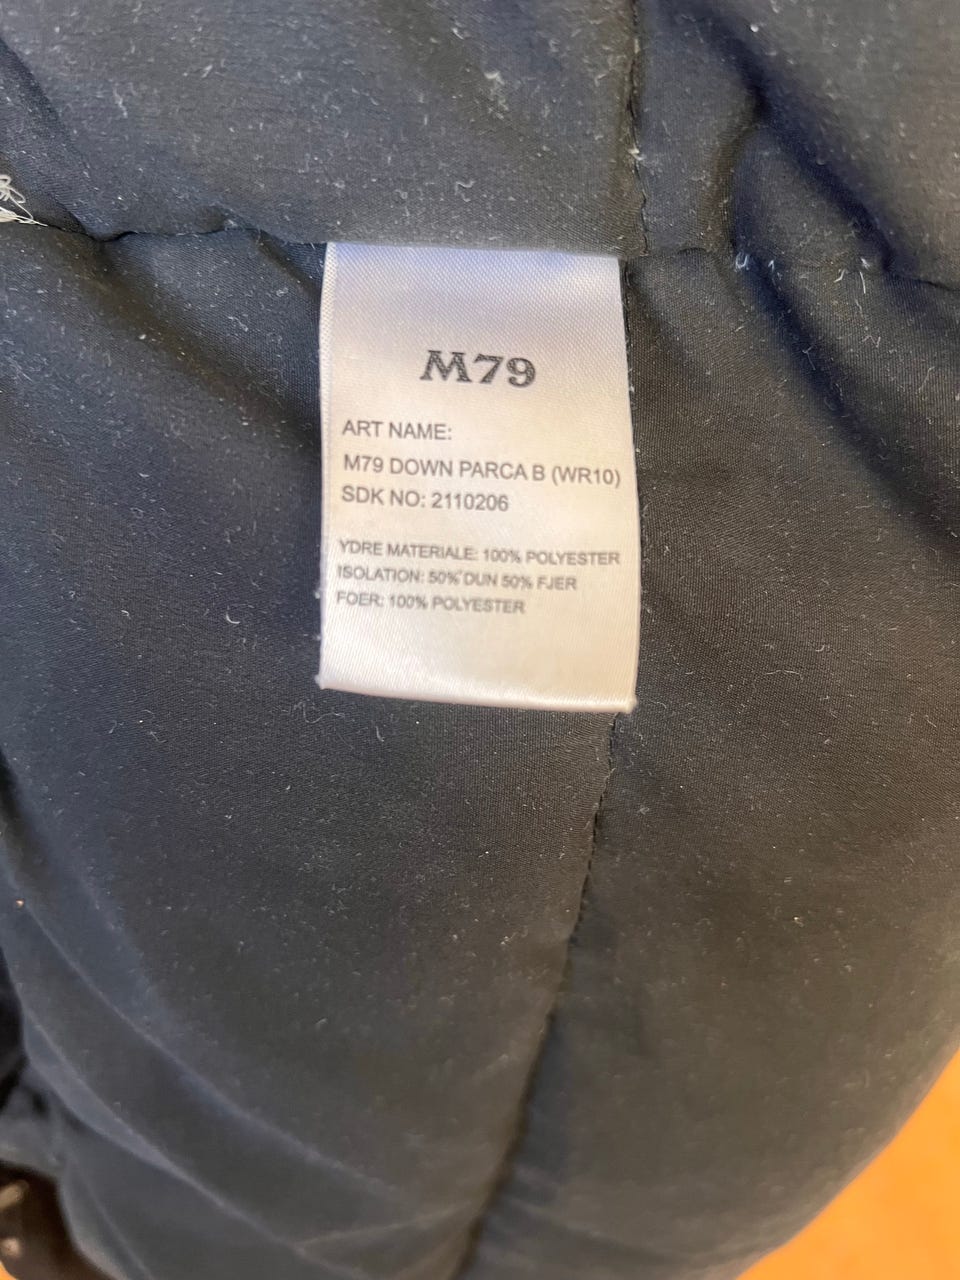 M79
ART NAME:
M79 DOWN PARCA B (WR10)
SDK NO: 2110206
YDRE MATERIALE: 100% POLYESTER
ISOLATION: 50% DUN 50% FJER
FOER: 100% POLYESTER